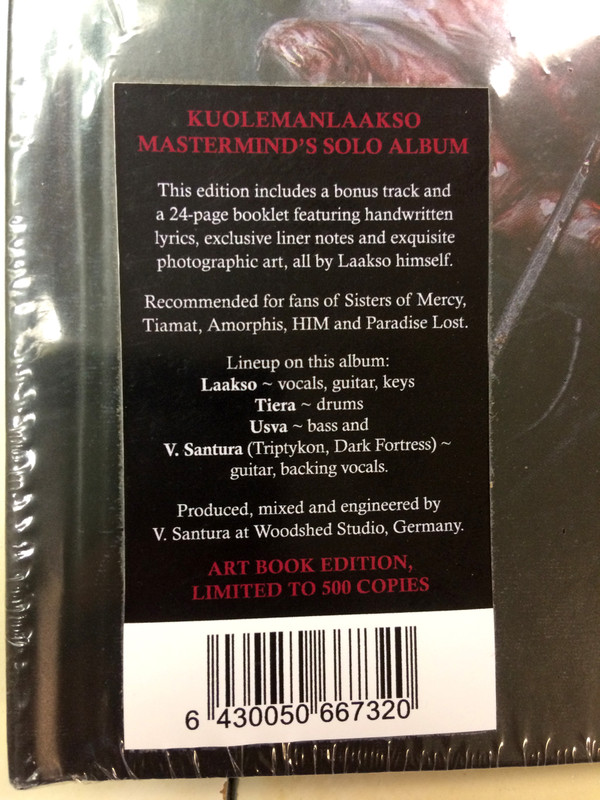 KUOLEMANLAAKSO
MASTERMIND'S SOLO ALBUM
This edition includes a bonus track and
a 24-page booklet featuring handwritten
lyrics, exclusive liner notes and exquisite
photographic art, all by Laakso himself.
Recommended for fans of Sisters of Mercy,
Tiamat, Amorphis, HIM and Paradise Lost.
Lineup on this album:
Laakso ~ vocals, guitar, keys
Tiera ~ drums
Usva ~ bass and
V. Santura (Triptykon, Dark Fortress) ~
guitar, backing vocals.
Produced, mixed and engineered by
V. Santura at Woodshed Studio, Germany.
ART BOOK EDITION,
LIMITED TO 500 COPIES
6 430050 667320